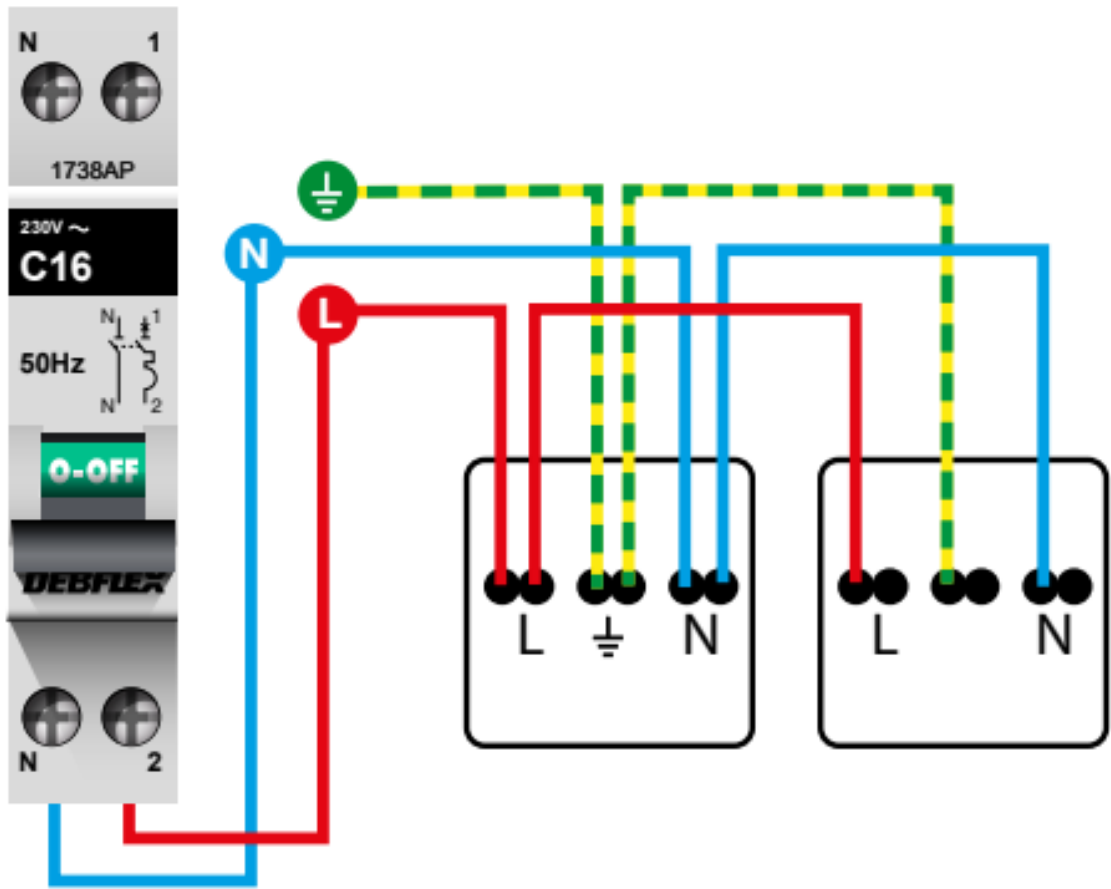 N 1
1738AP
230V ~
C16
50Hz
N 1
N 2
O-OFF
DEBFLEX
N 2
N
L
L N
L N